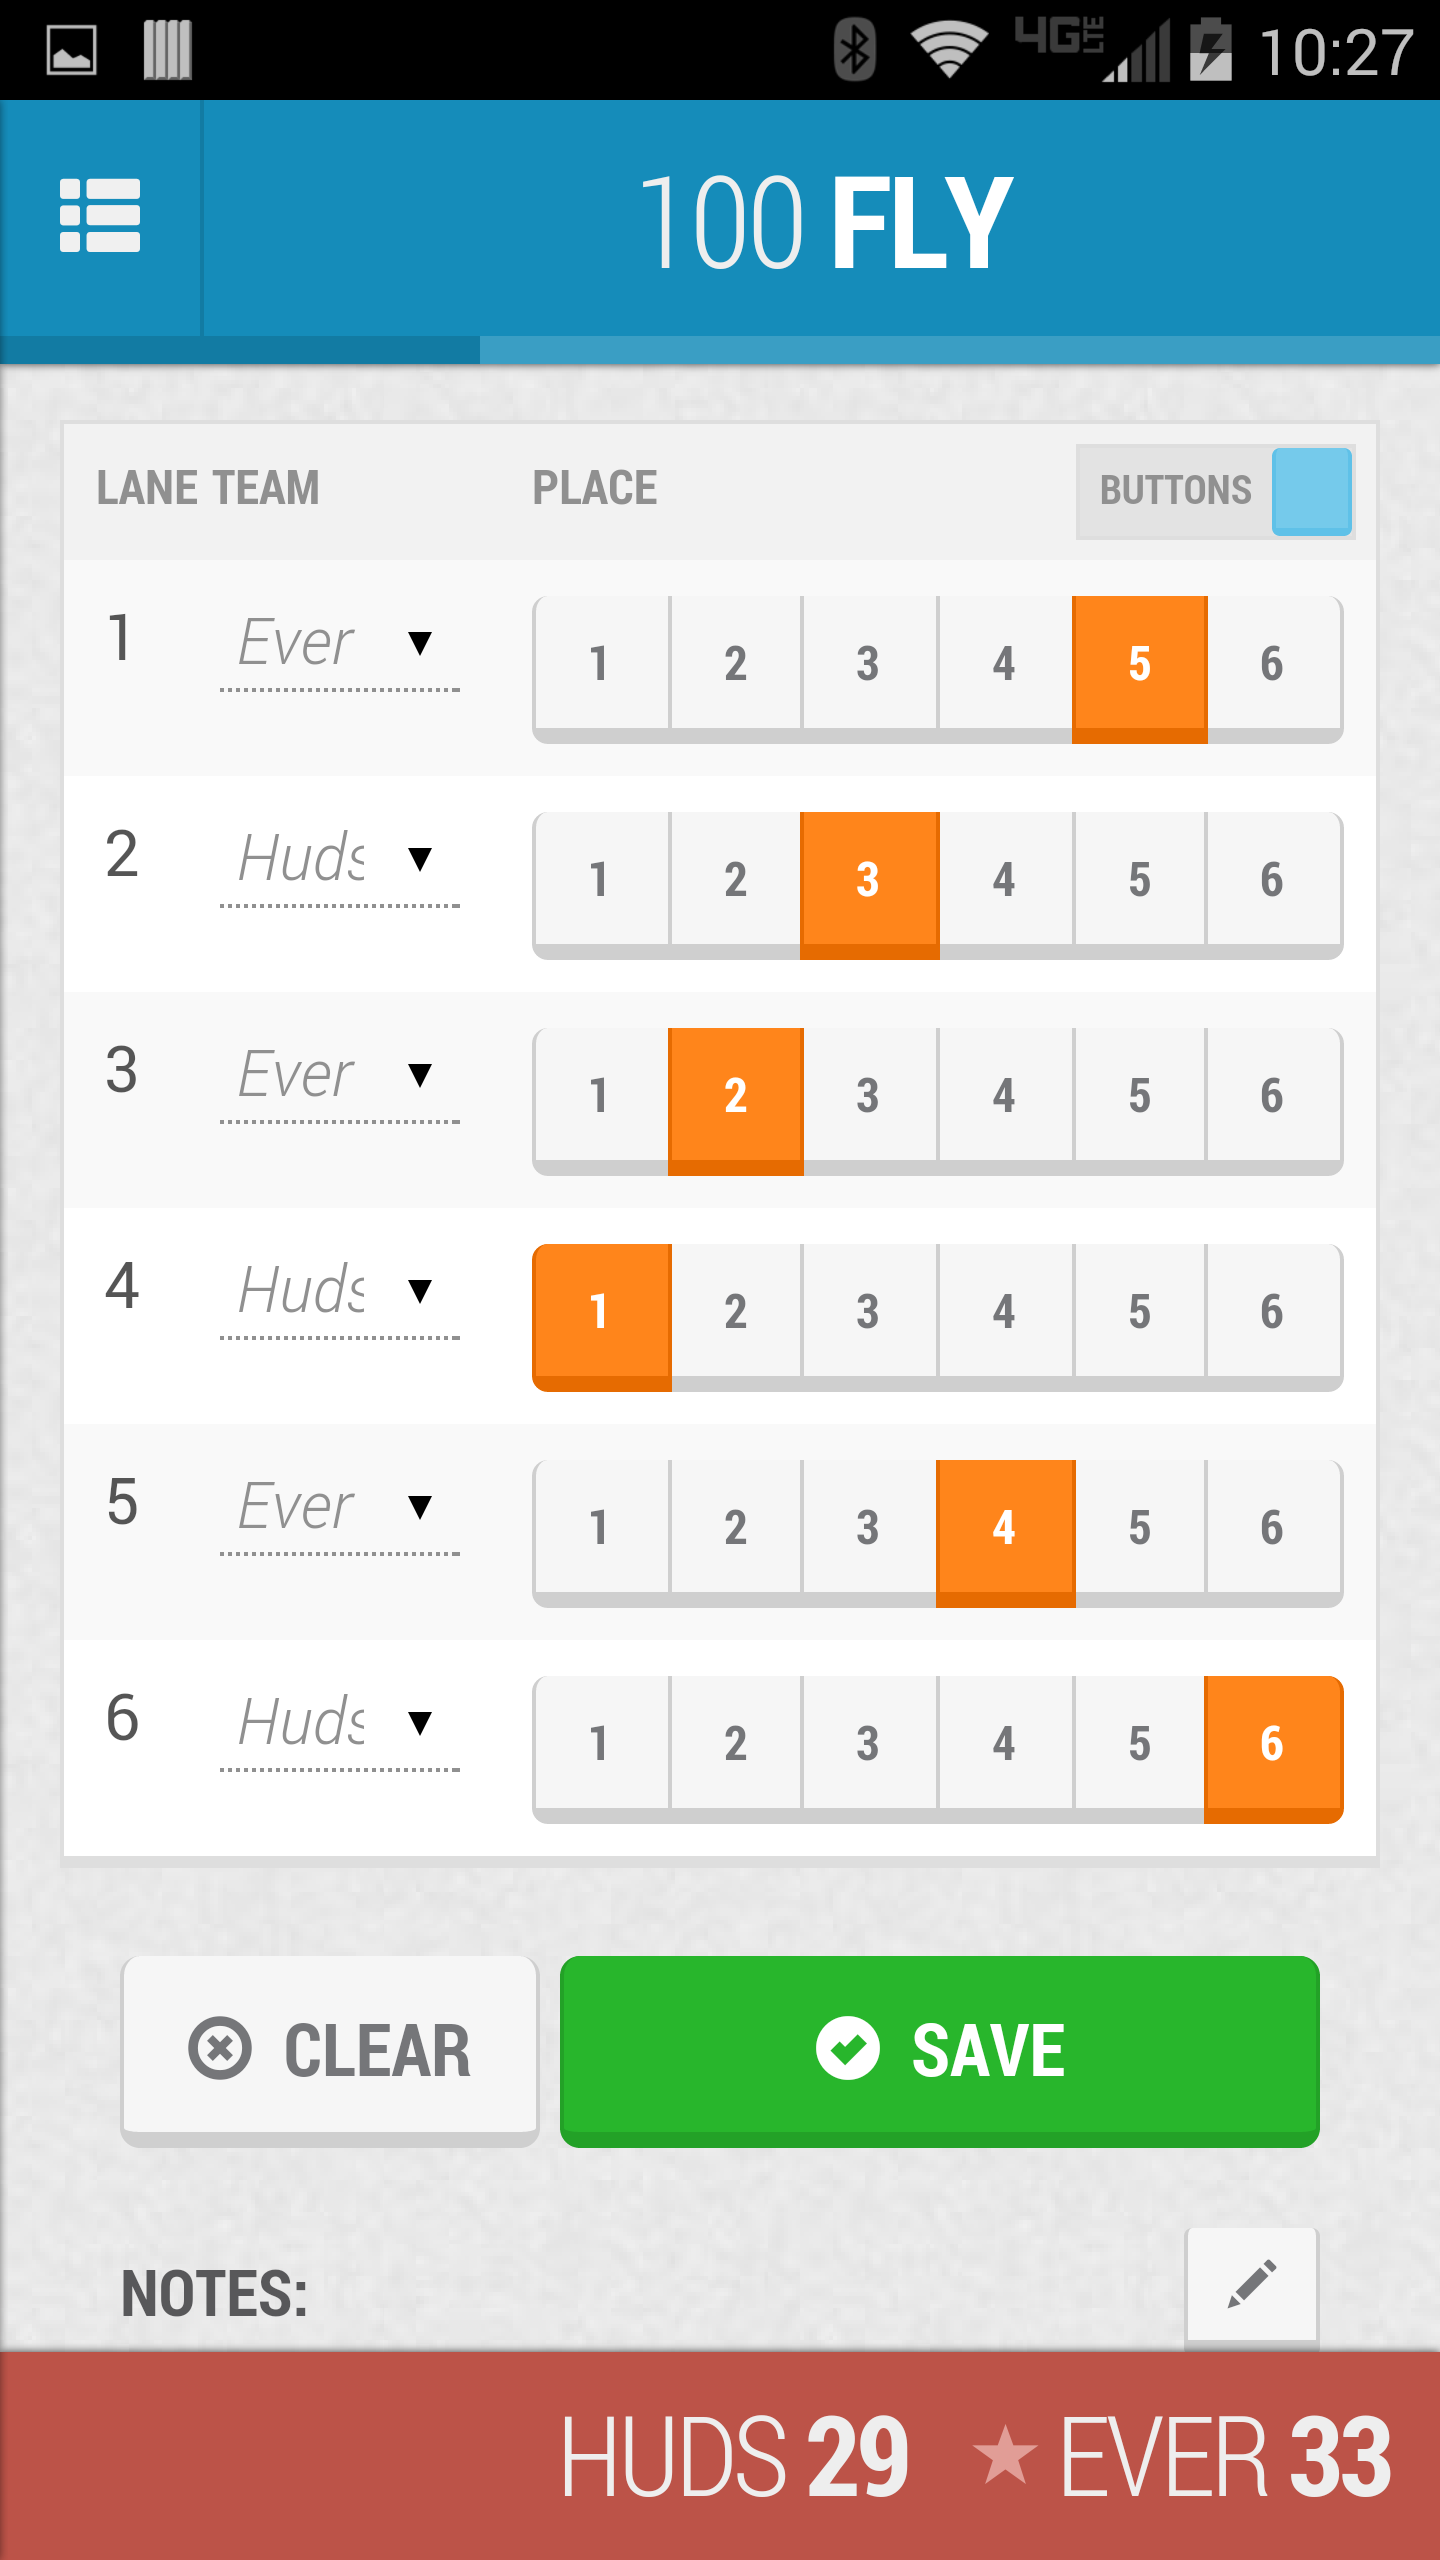 4G LTE 10:27
100 FLY
LANE TEAM PLACE BUTTONS
1 Ever 1 2 3 4 5 6
2 Huds 1 2 3 4 5 6
3 Ever 1 2 3 4 5 6
4 Huds 1 2 3 4 5 6
5 Ever 1 2 3 4 5 6
6 Huds 1 2 3 4 5 6
CLEAR SAVE
NOTES:
HUDS 29 EVER 33